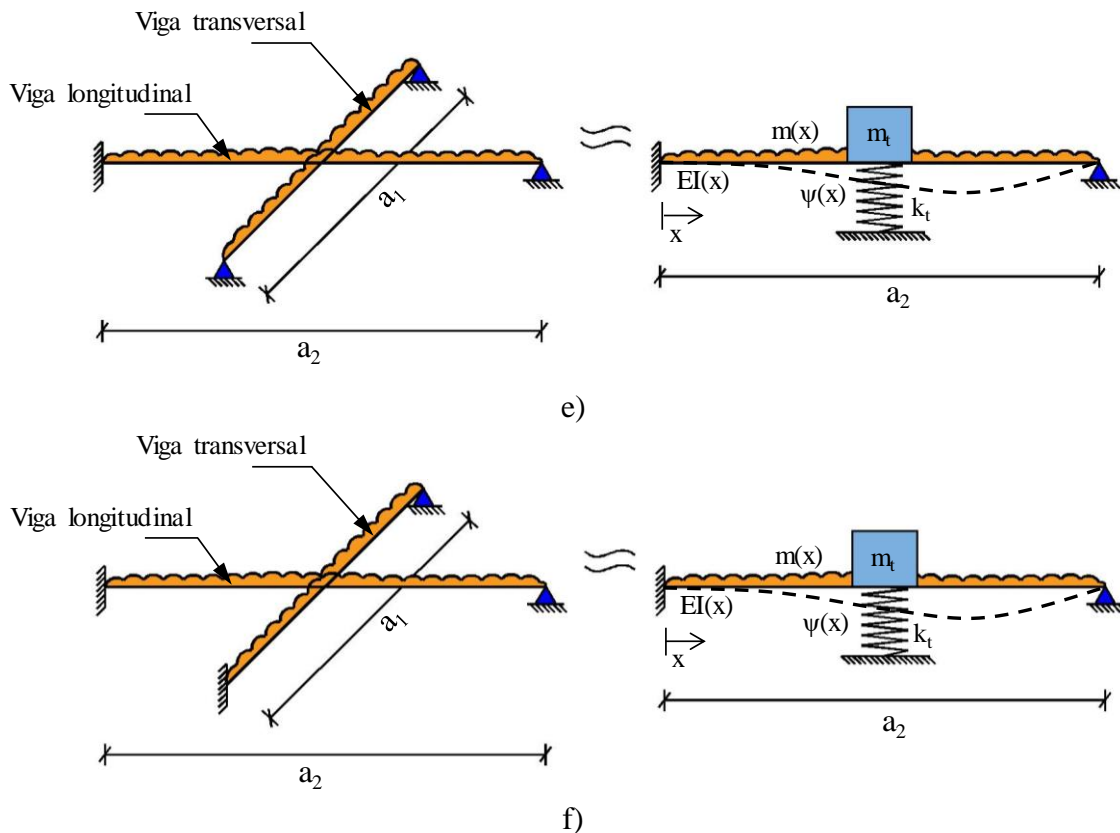 Viga transversal
Viga longitudinal
a₁
a₂
m(x)
mₜ
EI(x)
ψ(x)
kₜ
x
a₂
e)
Viga transversal
Viga longitudinal
a₁
a₂
m(x)
mₜ
EI(x)
ψ(x)
kₜ
x
a₂
f)